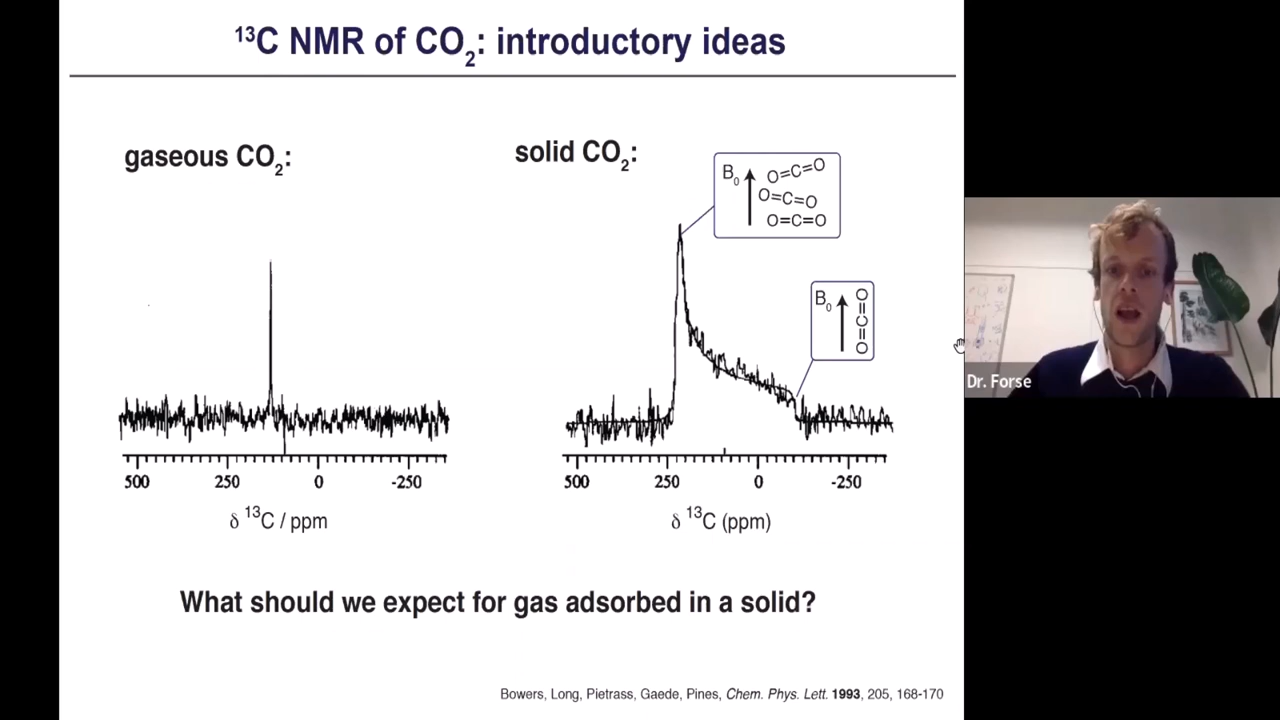 ¹³C NMR of CO₂: introductory ideas
gaseous CO₂:
solid CO₂:
B₀
O=C=O
O=C=O
O=C=O
B₀
O=C=O
500 250 0 -250
δ ¹³C / ppm
500 250 0 -250
δ ¹³C (ppm)
What should we expect for gas adsorbed in a solid?
Bowers, Long, Pietrass, Gaede, Pines, Chem. Phys. Lett. 1993, 205, 168-170
Dr. Forse